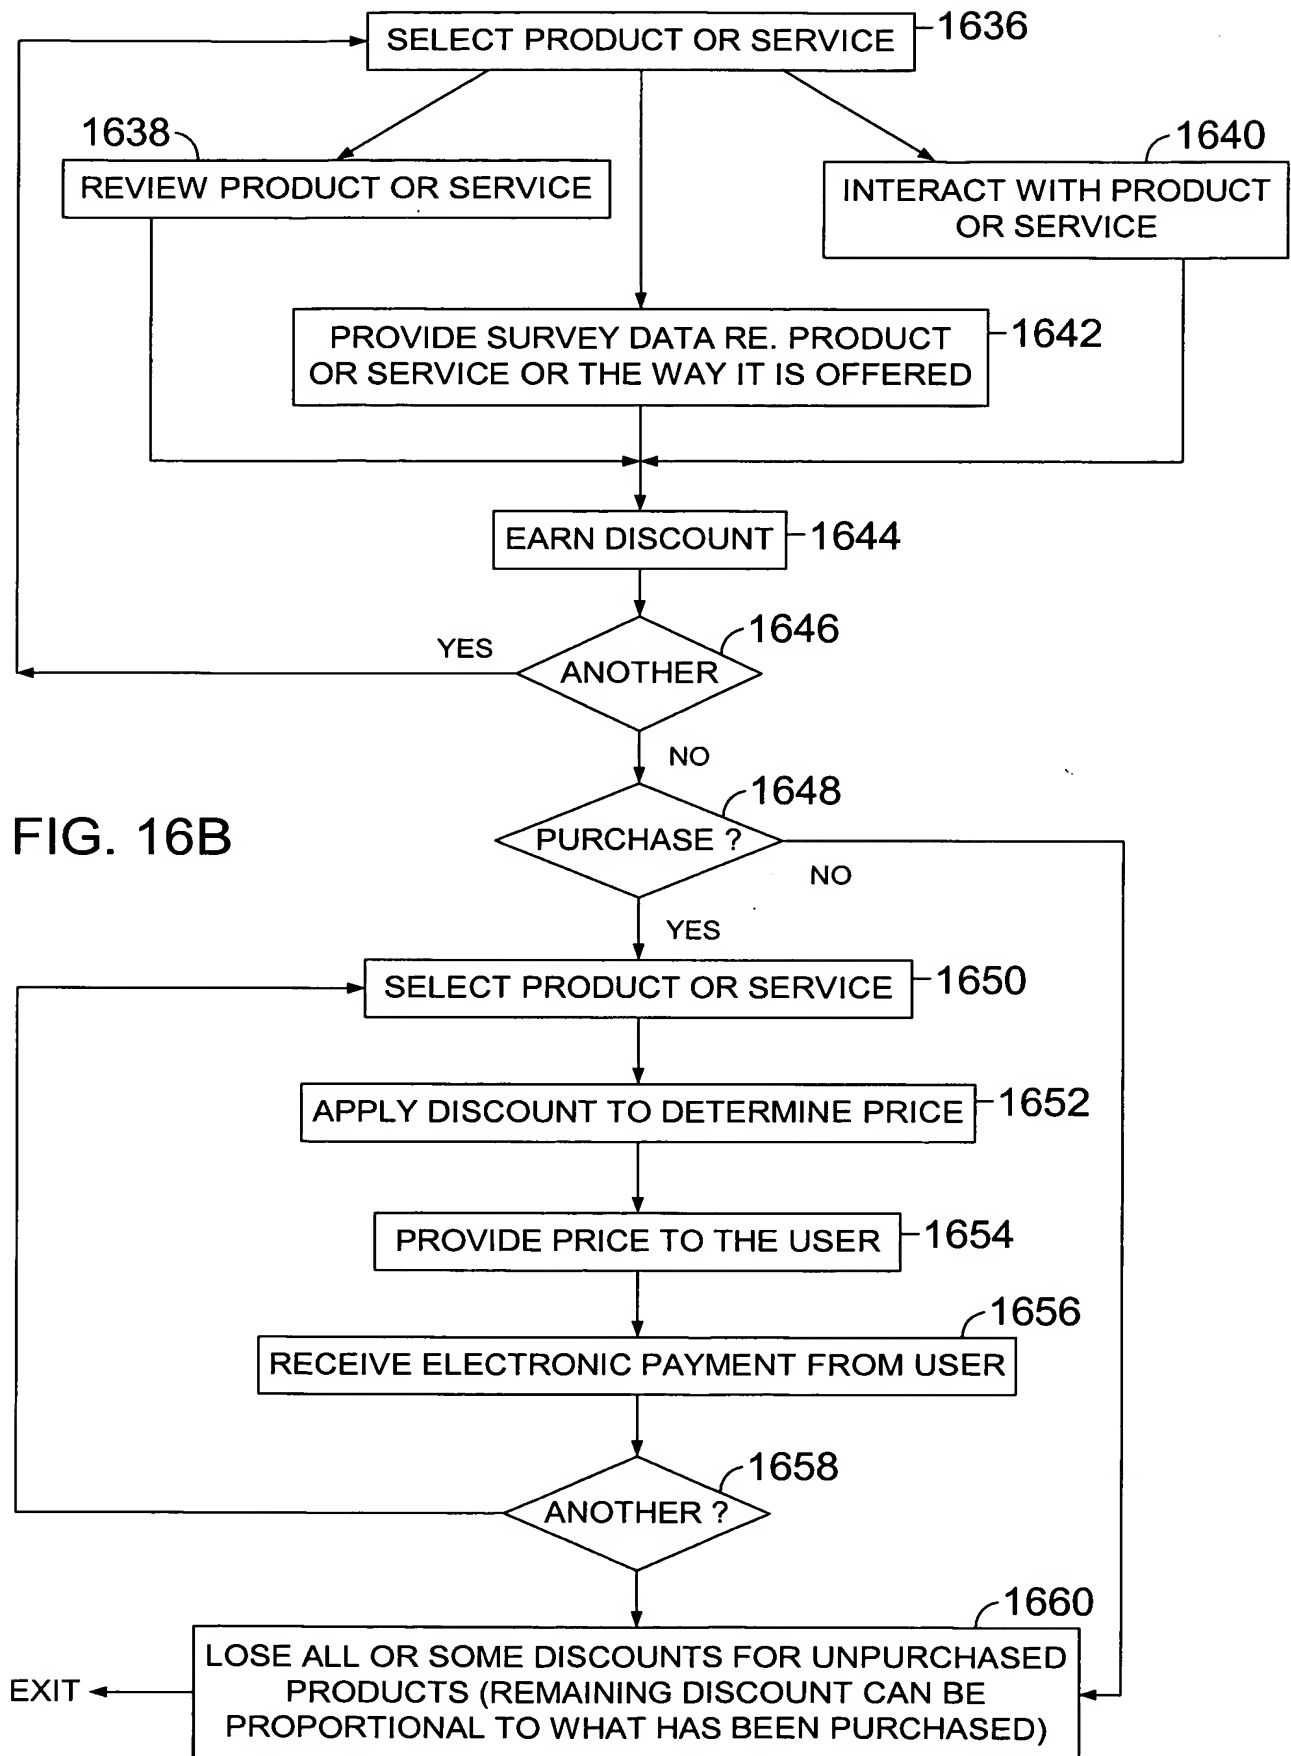 SELECT PRODUCT OR SERVICE
1636
1638
REVIEW PRODUCT OR SERVICE
1640
INTERACT WITH PRODUCT
OR SERVICE
PROVIDE SURVEY DATA RE. PRODUCT
OR SERVICE OR THE WAY IT IS OFFERED
1642
EARN DISCOUNT
1644
1646
YES
ANOTHER
NO
1648
FIG. 16B
PURCHASE ?
NO
YES
SELECT PRODUCT OR SERVICE
1650
APPLY DISCOUNT TO DETERMINE PRICE
1652
PROVIDE PRICE TO THE USER
1654
1656
RECEIVE ELECTRONIC PAYMENT FROM USER
1658
ANOTHER ?
1660
LOSE ALL OR SOME DISCOUNTS FOR UNPURCHASED
PRODUCTS (REMAINING DISCOUNT CAN BE
PROPORTIONAL TO WHAT HAS BEEN PURCHASED)
EXIT